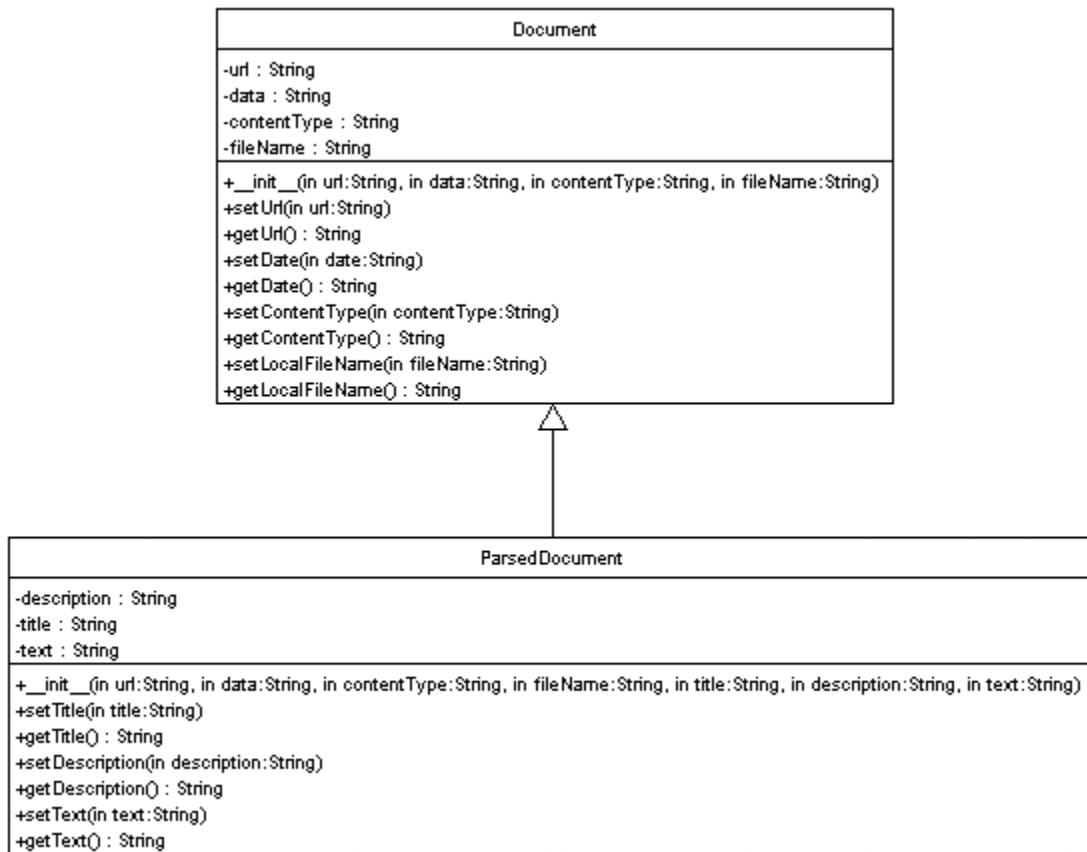 Document
-url : String
-data : String
-contentType : String
-fileName : String
+__init__(in url:String, in data:String, in contentType:String, in fileName:String)
+setUrl(in url:String)
+getUrl() : String
+setDate(in date:String)
+getDate() : String
+setContentType(in contentType:String)
+getContentType() : String
+setLocalFileName(in fileName:String)
+getLocalFileName() : String
ParsedDocument
-description : String
-title : String
-text : String
+__init__(in url:String, in data:String, in contentType:String, in fileName:String, in title:String, in description:String, in text:String)
+setTitle(in title:String)
+getTitle() : String
+setDescription(in description:String)
+getDescription() : String
+setText(in text:String)
+getText() : String